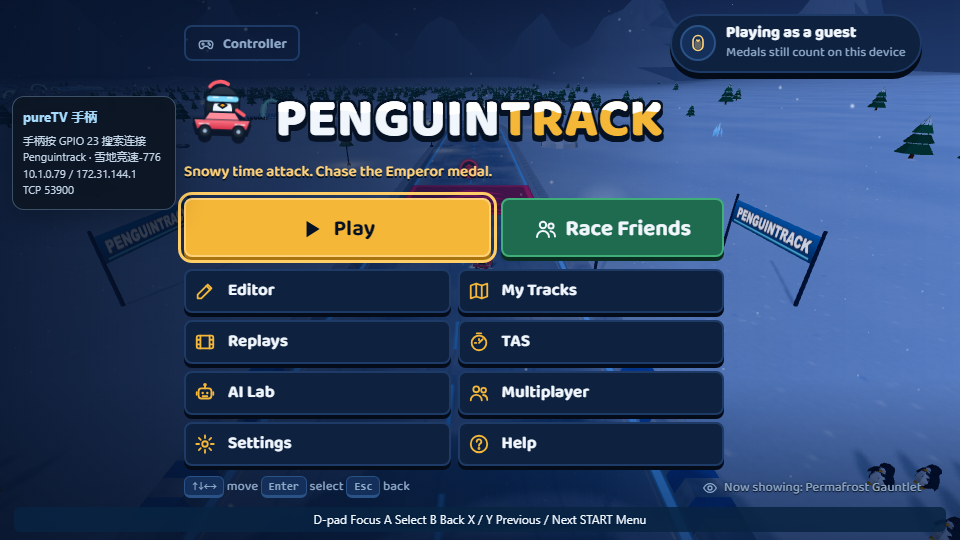 Controller
Playing as a guest
Medals still count on this device
pureTV 手柄
手柄按 GPIO 23 搜索连接
Penguintrack · 雪地竞速-776
10.1.0.79 / 172.31.144.1
TCP 53900
PENGUINTRACK
Snowy time attack. Chase the Emperor medal.
PENGUINTRACK
PENGUINTRACK
Play
Race Friends
Editor
My Tracks
Replays
TAS
AI Lab
Multiplayer
Settings
Help
↑↓←→ move Enter select Esc back
Now showing: Permafrost Gauntlet
D-pad Focus A Select B Back X / Y Previous / Next START Menu